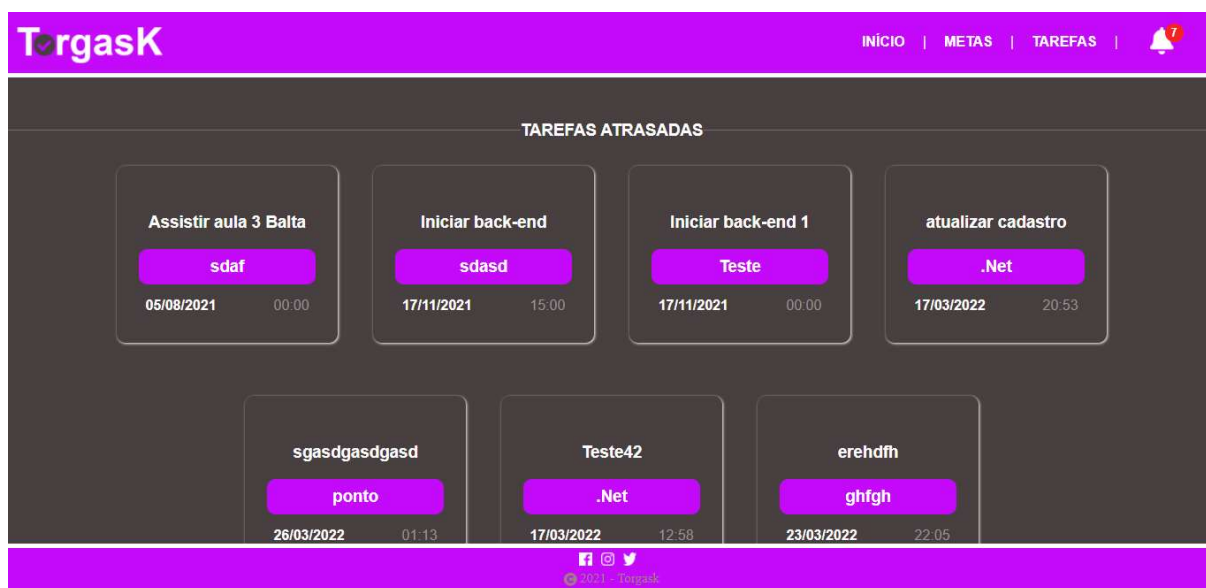 TorgasK
INÍCIO | METAS | TAREFAS |
7
TAREFAS ATRASADAS
Assistir aula 3 Balta
sdaf
05/08/2021 00:00
Iniciar back-end
sdasd
17/11/2021 15:00
Iniciar back-end 1
Teste
17/11/2021 00:00
atualizar cadastro
.Net
17/03/2022 20:53
sgasdgasdgasd
ponto
26/03/2022 01:13
Teste42
.Net
17/03/2022 12:58
erehdfh
ghfgh
23/03/2022 22:05
© 2021 - Torgask